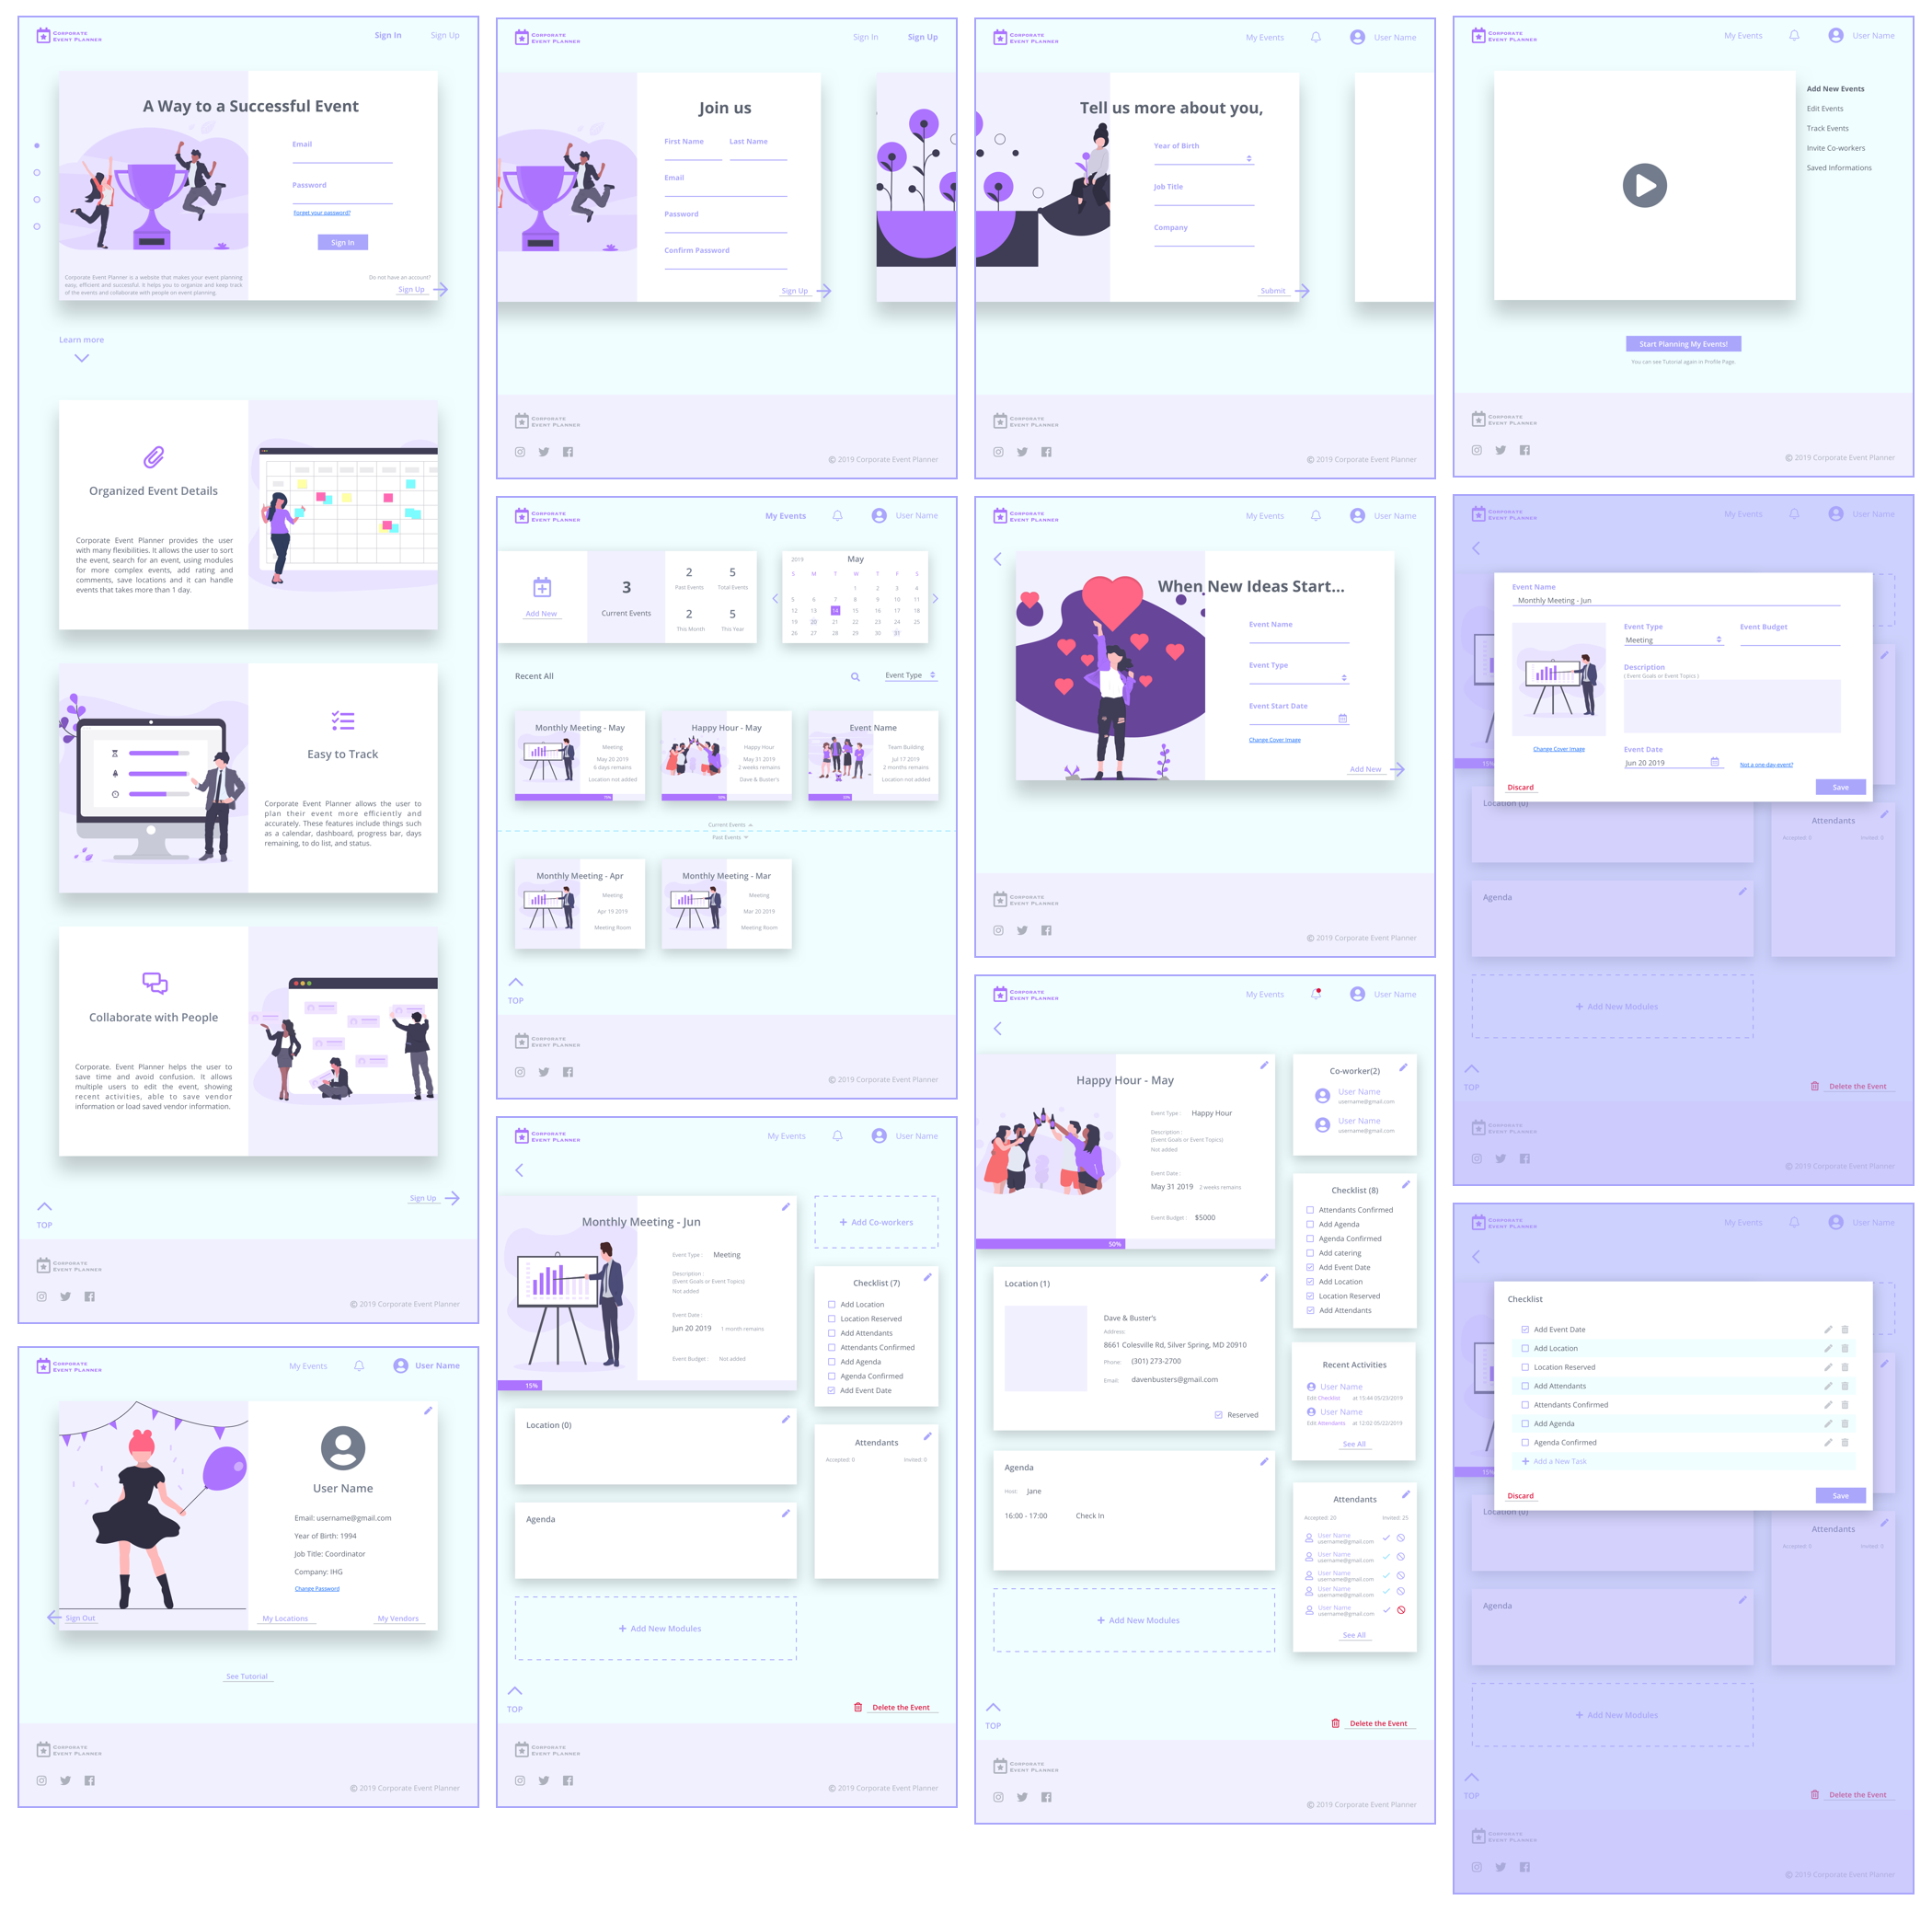 CORPORATE
EVENT PLANNER
Sign In
Sign Up
A Way to a Successful Event
Email
Password
Forget your password?
Sign In
Corporate Event Planner is a website that makes your event planning
easy, efficient and successful. It helps you to organize and keep track
of the events and collaborate with people on event planning.
Do not have an account?
Sign Up
Learn more
Organized Event Details
Corporate Event Planner provides the user
with many flexibilities. It allows the user to sort
the event, search for an event, using modules
for more complex events, add rating and
comments, save locations and it can handle
events that takes more than 1 day.
Easy to Track
Corporate Event Planner allows the user to
plan their event more efficiently and
accurately. These features include things such
as a calendar, dashboard, progress bar, days
remaining, to do list, and status.
Collaborate with People
Corporate. Event Planner helps the user to
save time and avoid confusion. It allows
multiple users to edit the event, showing
recent activities, able to save vendor
information or load saved vendor information.
Sign Up
TOP
CORPORATE
EVENT PLANNER
© 2019 Corporate Event Planner
CORPORATE
EVENT PLANNER
My Events
User Name
User Name
Email: username@gmail.com
Year of Birth: 1994
Job Title: Coordinator
Company: IHG
Change Password
Sign Out
My Locations
My Vendors
See Tutorial
CORPORATE
EVENT PLANNER
© 2019 Corporate Event Planner
CORPORATE
EVENT PLANNER
Sign In
Sign Up
Join us
First Name
Last Name
Email
Password
Confirm Password
Sign Up
CORPORATE
EVENT PLANNER
© 2019 Corporate Event Planner
CORPORATE
EVENT PLANNER
My Events
User Name
Add New
3
Current Events
2
Past Events
5
Total Events
2
This Month
5
This Year
2019
May
S M T W T F S
1 2 3 4
5 6 7 8 9 10 11
12 13 14 15 16 17 18
19 20 21 22 23 24 25
26 27 28 29 30 31
Recent All
Event Type
Monthly Meeting - May
Meeting
May 20 2019
6 days remains
Location not added
70%
Happy Hour - May
Happy Hour
May 31 2019
2 weeks remains
Dave & Buster's
50%
Event Name
Team Building
Jul 17 2019
2 months remains
Location not added
Current Events
Past Events
Monthly Meeting - Apr
Meeting
Apr 19 2019
Meeting Room
Monthly Meeting - Mar
Meeting
Mar 20 2019
Meeting Room
TOP
CORPORATE
EVENT PLANNER
© 2019 Corporate Event Planner
CORPORATE
EVENT PLANNER
My Events
User Name
Monthly Meeting - Jun
Event Type : Meeting
Description :
(Event Goals or Event Topics)
Not added
Event Date :
Jun 20 2019
1 month remains
Event Budget : Not added
15%
Add Co-workers
Checklist (7)
Add Location
Location Reserved
Add Attendants
Attendants Confirmed
Add Agenda
Agenda Confirmed
Add Event Date
Location (0)
Attendants
Accepted: 0
Invited: 0
Agenda
Add New Modules
TOP
Delete the Event
CORPORATE
EVENT PLANNER
© 2019 Corporate Event Planner
CORPORATE
EVENT PLANNER
My Events
User Name
Tell us more about you,
Year of Birth
Job Title
Company
Submit
CORPORATE
EVENT PLANNER
© 2019 Corporate Event Planner
CORPORATE
EVENT PLANNER
My Events
User Name
When New Ideas Start...
Event Name
Event Type
Event Start Date
Change Cover Image
Add New
CORPORATE
EVENT PLANNER
© 2019 Corporate Event Planner
CORPORATE
EVENT PLANNER
My Events
User Name
Happy Hour - May
Event Type : Happy Hour
Description :
(Event Goals or Event Topics)
Not added
Event Date :
May 31 2019
2 weeks remains
Event Budget : $5000
50%
Co-worker(2)
User Name
username@gmail.com
User Name
username@gmail.com
Checklist (8)
Attendants Confirmed
Add Agenda
Agenda Confirmed
Add catering
Add Event Date
Add Location
Location Reserved
Add Attendants
Location (1)
Dave & Buster's
Address:
8661 Colesville Rd, Silver Spring, MD 20910
Phone: (301) 273-2700
Email: davenbusters@gmail.com
Reserved
Recent Activities
User Name
Edit Checklist at 15:44 05/23/2019
User Name
Edit Attendants at 12:02 05/22/2019
See All
Agenda
Host: Jane
16:00 - 17:00 Check In
Attendants
Accepted: 20
Invited: 25
User Name
username@gmail.com
User Name
username@gmail.com
User Name
username@gmail.com
User Name
username@gmail.com
User Name
username@gmail.com
See All
Add New Modules
TOP
Delete the Event
CORPORATE
EVENT PLANNER
© 2019 Corporate Event Planner
CORPORATE
EVENT PLANNER
My Events
User Name
Add New Events
Edit Events
Track Events
Invite Co-workers
Saved Informations
Start Planning My Events!
You can see Tutorial again in Profile Page.
CORPORATE
EVENT PLANNER
© 2019 Corporate Event Planner
CORPORATE
EVENT PLANNER
My Events
User Name
Event Name
Monthly Meeting - Jun
Event Type
Meeting
Event Budget
Description
( Event Goals or Event Topics )
Change Cover Image
Event Date
Jun 20 2019
Not a one-day event?
Discard
Save
15%
Location (0)
Attendants
Accepted: 0
Invited: 0
Agenda
Add New Modules
TOP
Delete the Event
CORPORATE
EVENT PLANNER
© 2019 Corporate Event Planner
CORPORATE
EVENT PLANNER
My Events
User Name
Checklist
Add Event Date
Add Location
Location Reserved
Add Attendants
Attendants Confirmed
Add Agenda
Agenda Confirmed
Add a New Task
Discard
Save
15%
Location (0)
Attendants
Accepted: 0
Invited: 0
Agenda
Add New Modules
TOP
Delete the Event
CORPORATE
EVENT PLANNER
© 2019 Corporate Event Planner